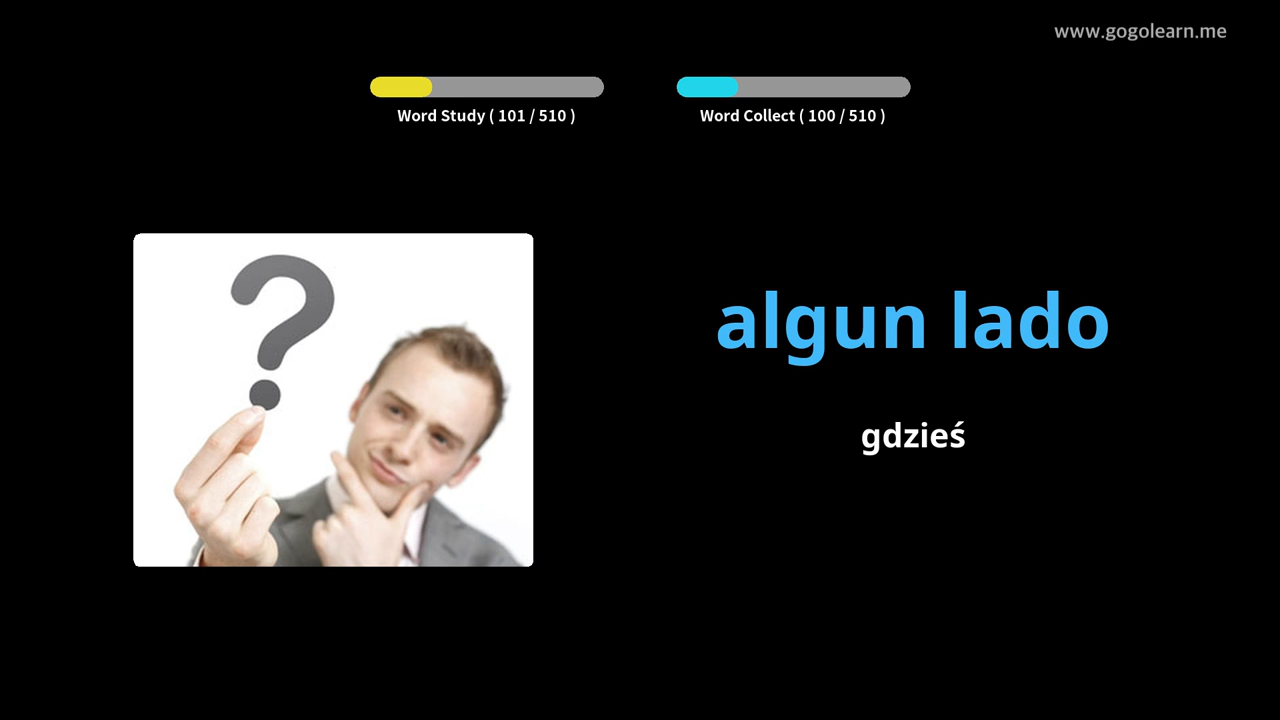 www.gogolearn.me
Word Study ( 101 / 510 )
Word Collect ( 100 / 510 )
?
algun lado
gdzieś